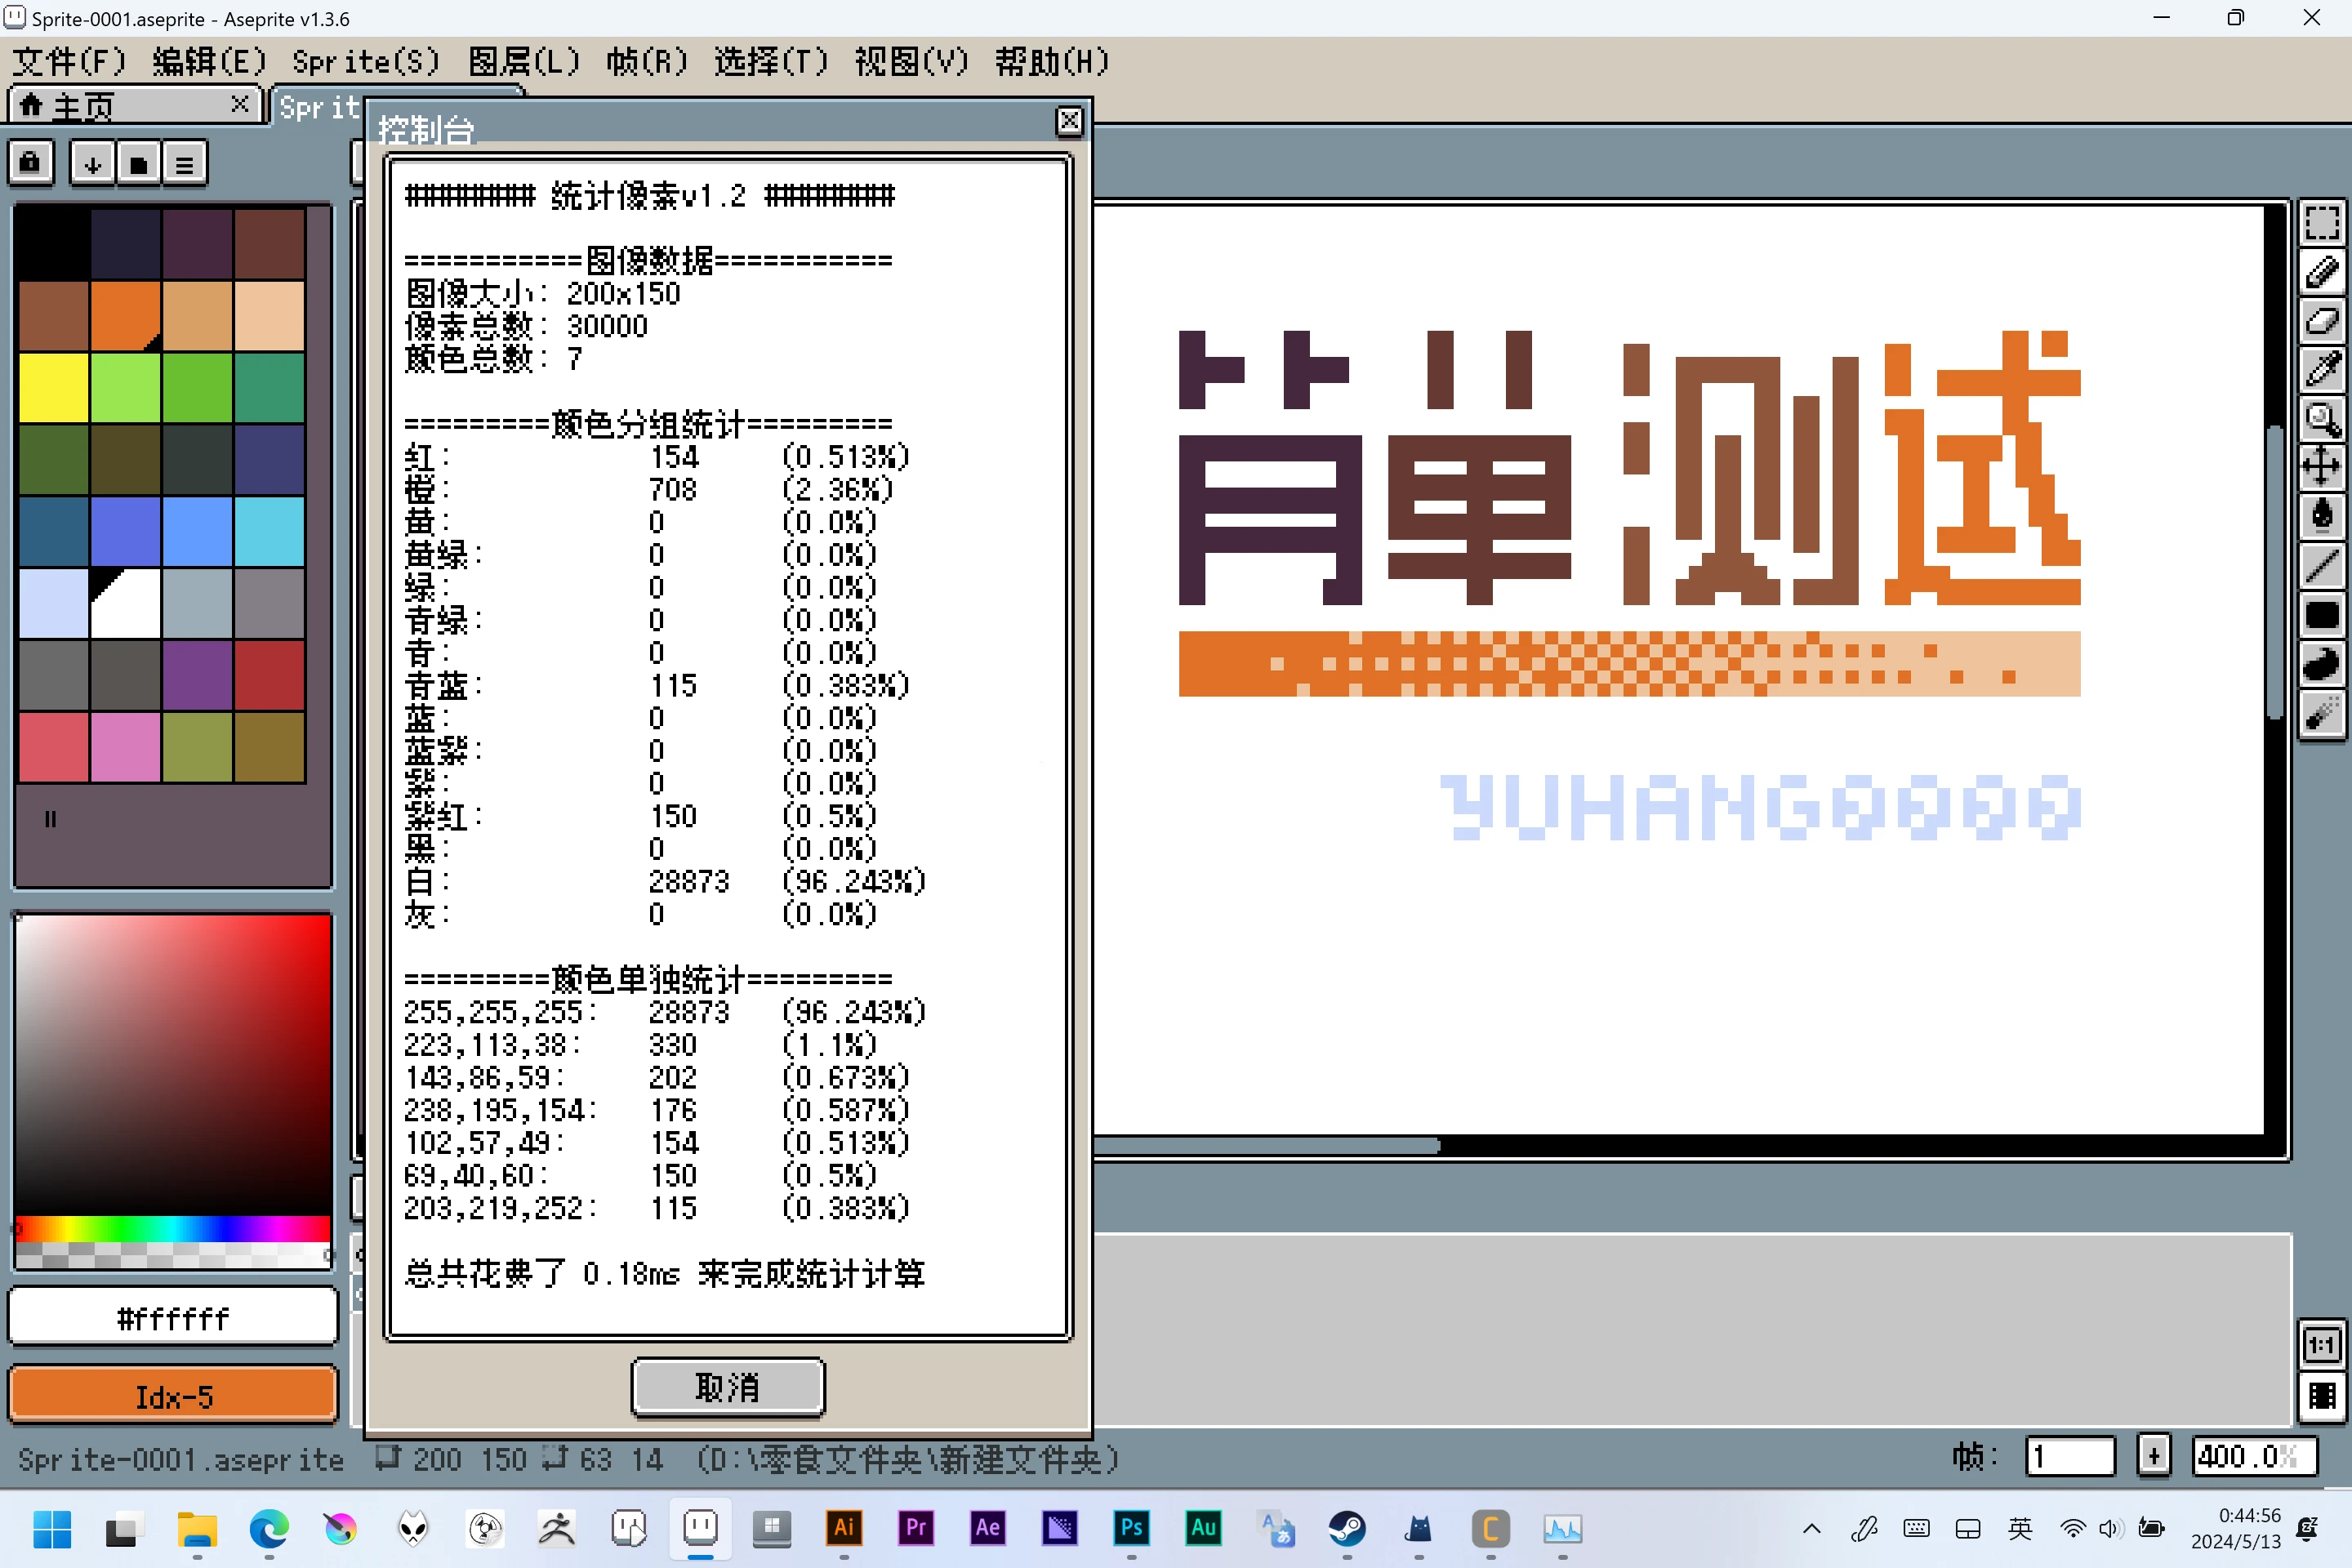 Sprite-0001.aseprite - Aseprite v1.3.6
文件(F) 编辑(E) Sprite(S) 图层(L) 帧(R) 选择(T) 视图(V) 帮助(H)
主页
Sprit
控制台
######## 统计像素v1.2 ########
===========图像数据===========
图像大小: 200x150
像素总数: 30000
颜色总数: 7
=========颜色分组统计=========
红: 154 (0.513%)
橙: 708 (2.36%)
黄: 0 (0.0%)
黄绿: 0 (0.0%)
绿: 0 (0.0%)
青绿: 0 (0.0%)
青: 0 (0.0%)
青蓝: 115 (0.383%)
蓝: 0 (0.0%)
蓝紫: 0 (0.0%)
紫: 0 (0.0%)
紫红: 150 (0.5%)
黑: 0 (0.0%)
白: 28873 (96.243%)
灰: 0 (0.0%)
=========颜色单独统计=========
255,255,255: 28873 (96.243%)
223,113,38: 330 (1.1%)
143,86,59: 202 (0.673%)
238,195,154: 176 (0.587%)
102,57,49: 154 (0.513%)
69,40,60: 150 (0.5%)
203,219,252: 115 (0.383%)
总共花费了 0.18ms 来完成统计计算
取消
简单测试
YUHANG0000
#ffffff
Idx-5
1:1
Sprite-0001.aseprite 200 150 63 14 (D:\零食文件夹\新建文件夹)
帧: 1 + 400.0%
Ai Pr Ae Ps Au A あ C
英
0:44:56
2024/5/13